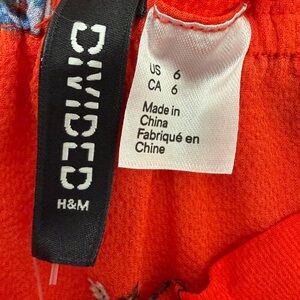 DIVIDED
H&M
US 6
CA 6
Made in
China
Fabriqué en
Chine